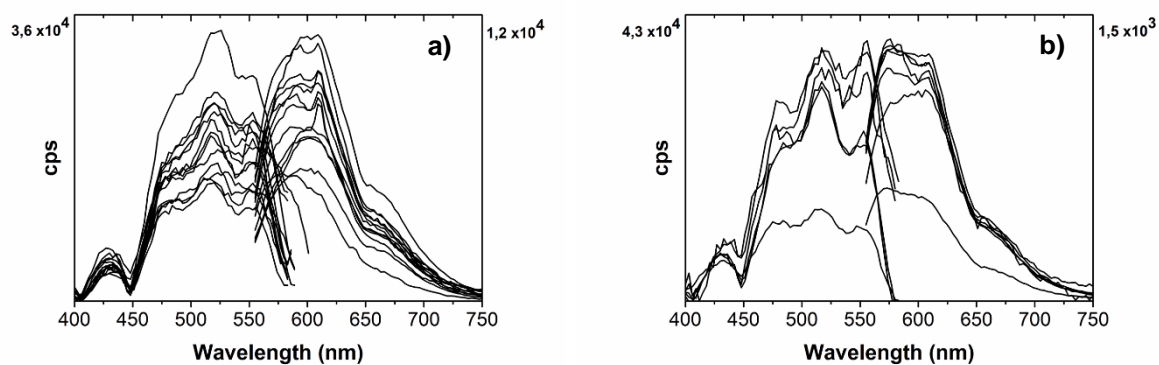 3,6 x10⁴
1,2 x10⁴
a)
cps
400 450 500 550 600 650 700 750
Wavelength (nm)
4,3 x10⁴
1,5 x10³
b)
cps
400 450 500 550 600 650 700 750
Wavelength (nm)